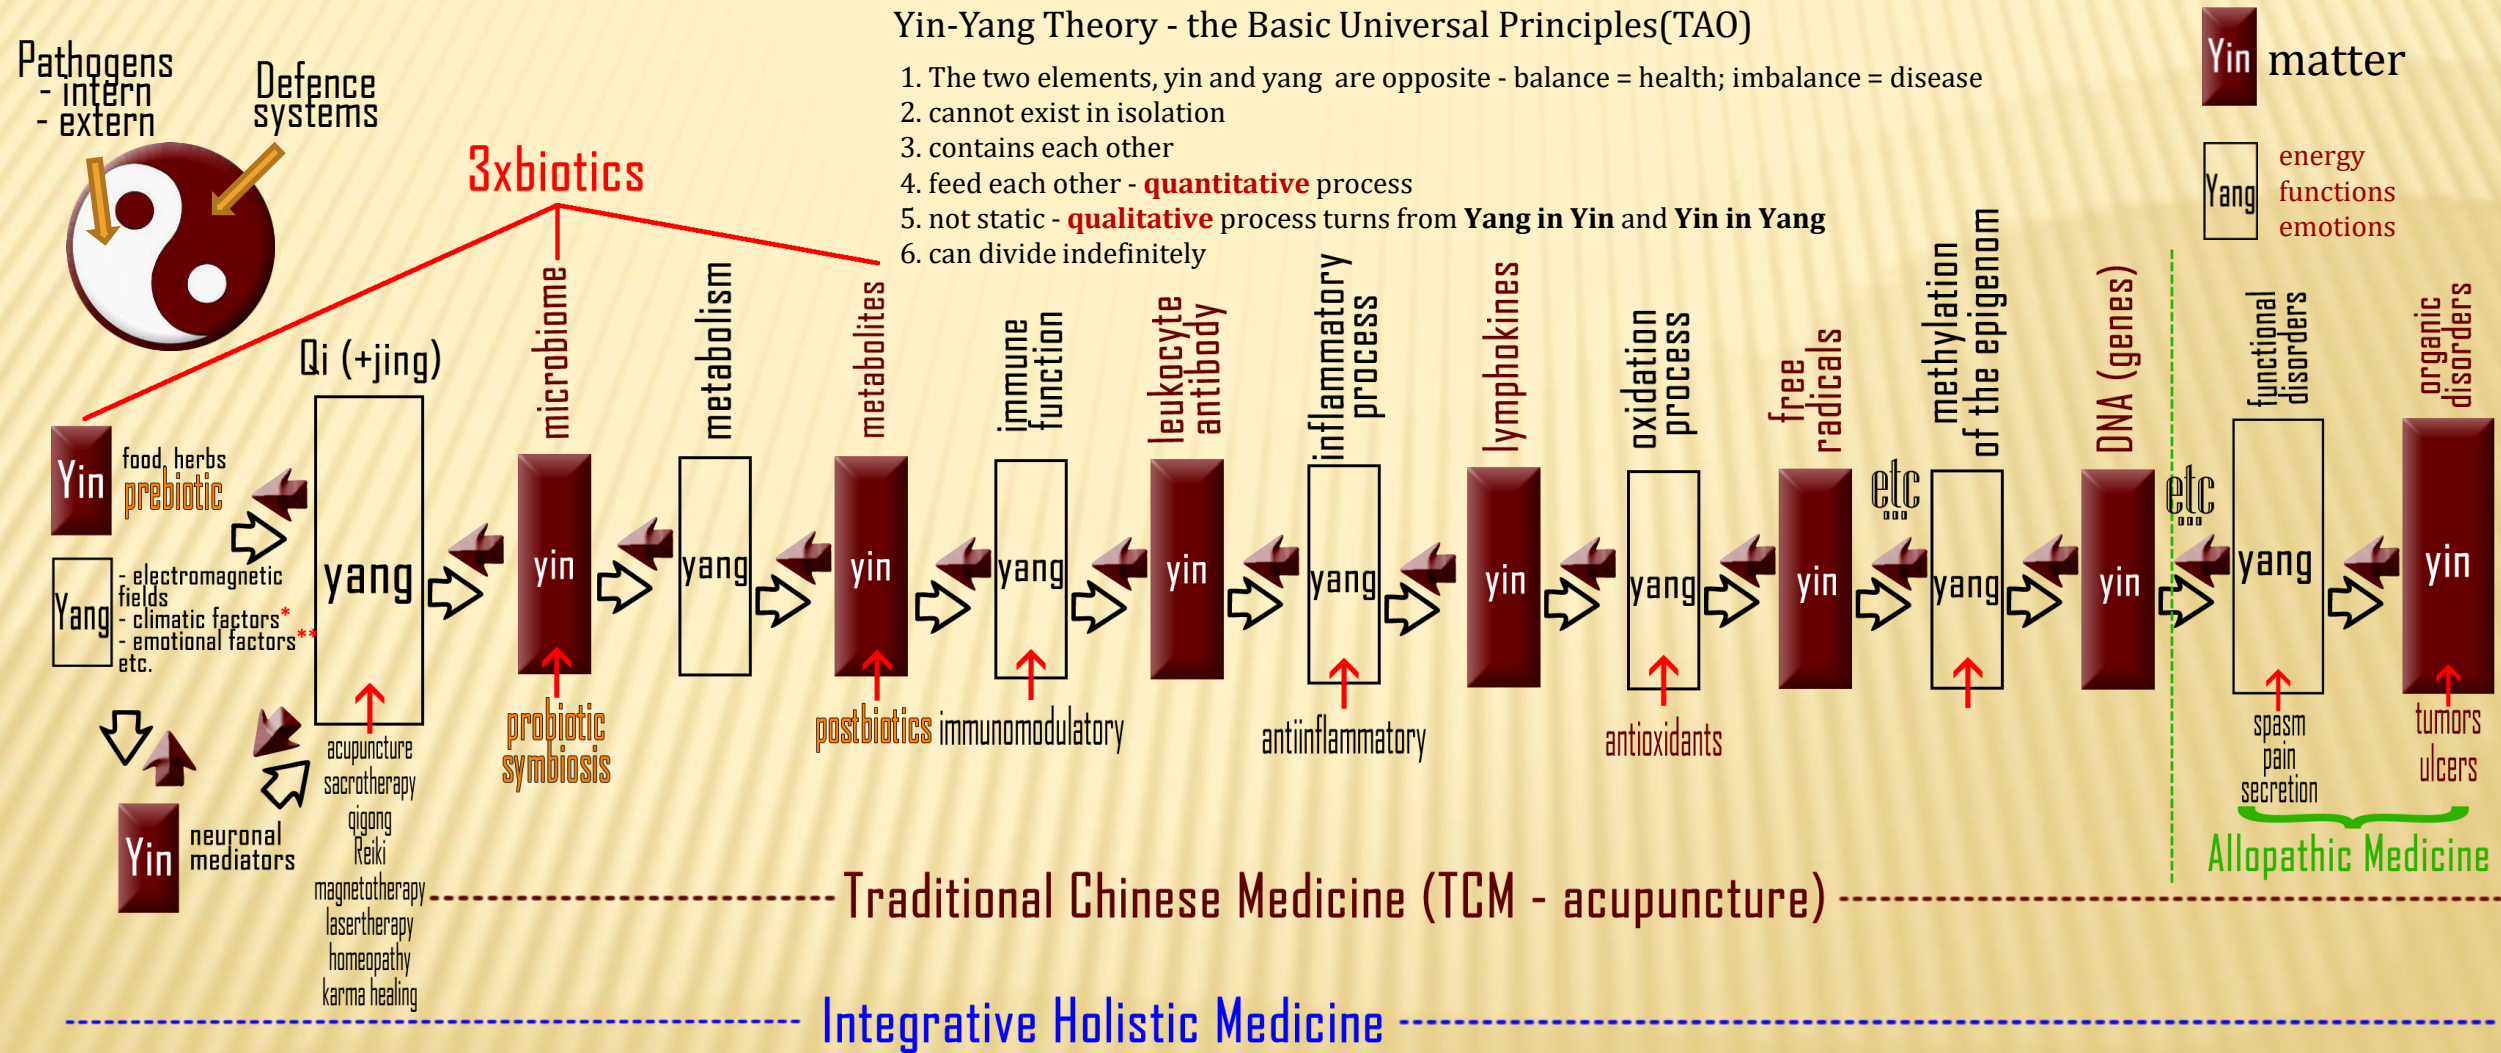 Yin-Yang Theory - the Basic Universal Principles(TAO)
1. The two elements, yin and yang are opposite - balance = health; imbalance = disease
2. cannot exist in isolation
3. contains each other
4. feed each other - quantitative process
5. not static - qualitative process turns from Yang in Yin and Yin in Yang
6. can divide indefinitely
Yin
matter
Yang
energy
functions
emotions
Pathogens
- intern
- extern
Defence
systems
3xbiotics
Yin
food, herbs
prebiotic
Yang
- electromagnetic
fields
- climatic factors*
- emotional factors**
etc.
Yin
neuronal
mediators
Qi (+jing)
yang
acupuncture
sacrotherapy
qigong
Reiki
magnetotherapy
lasertherapy
homeopathy
karma healing
microbiome
yin
probiotic
symbiosis
metabolism
yang
metabolites
yin
postbiotics
immune
function
yang
immunomodulatory
leukocyte
antibody
yin
inflammatory
process
yang
antiinflammatory
lymphokines
yin
oxidation
process
yang
antioxidants
free
radicals
yin
etc
...
methylation
of the epigenom
yang
DNA (genes)
yin
etc
...
functional
disorders
yang
spasm
pain
secretion
organic
disorders
yin
tumors
ulcers
Allopathic Medicine
Traditional Chinese Medicine (TCM - acupuncture)
Integrative Holistic Medicine